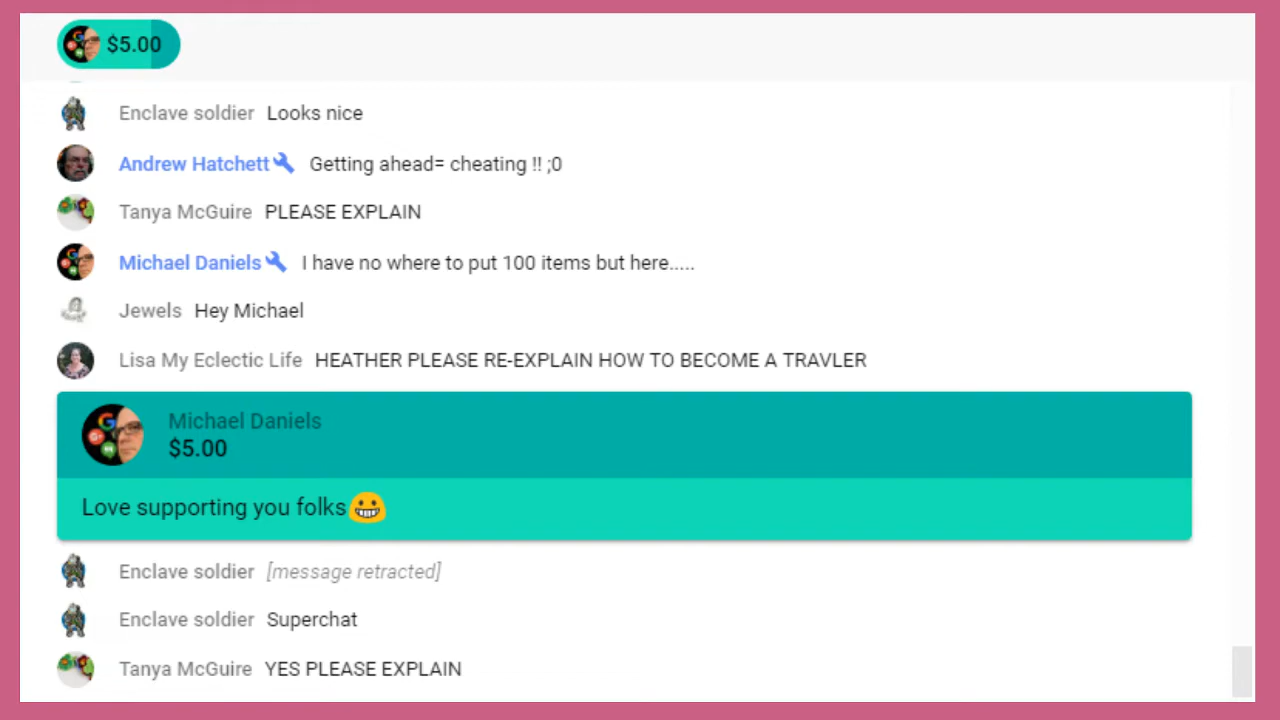 $5.00
Enclave soldier Looks nice
Andrew Hatchett Getting ahead= cheating !! ;0
Tanya McGuire PLEASE EXPLAIN
Michael Daniels I have no where to put 100 items but here.....
Jewels Hey Michael
Lisa My Eclectic Life HEATHER PLEASE RE-EXPLAIN HOW TO BECOME A TRAVLER
Michael Daniels
$5.00
Love supporting you folks😀
Enclave soldier [message retracted]
Enclave soldier Superchat
Tanya McGuire YES PLEASE EXPLAIN